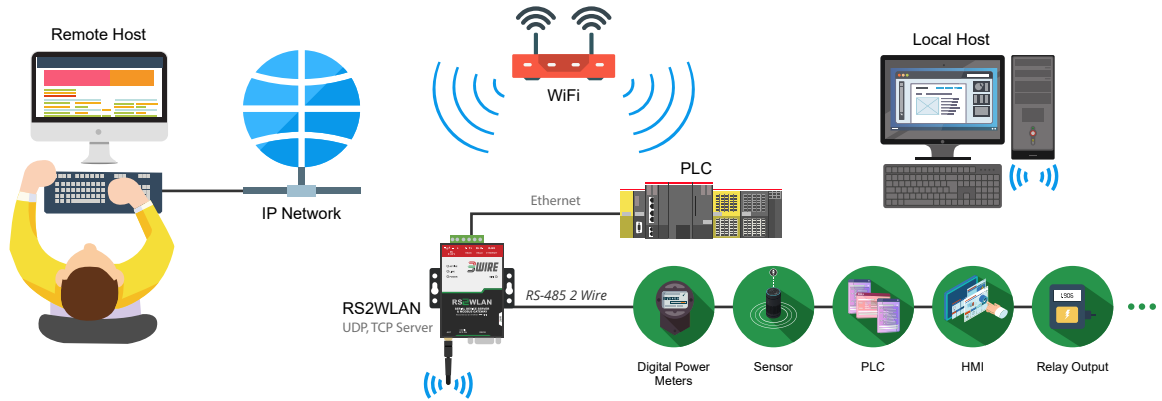 Remote Host
IP Network
WiFi
Local Host
PLC
Ethernet
3WIRE
RS2WLAN
RS2WLAN
UDP, TCP Server
RS-485 2 Wire
L906
Digital Power
Meters
Sensor
PLC
HMI
Relay Output